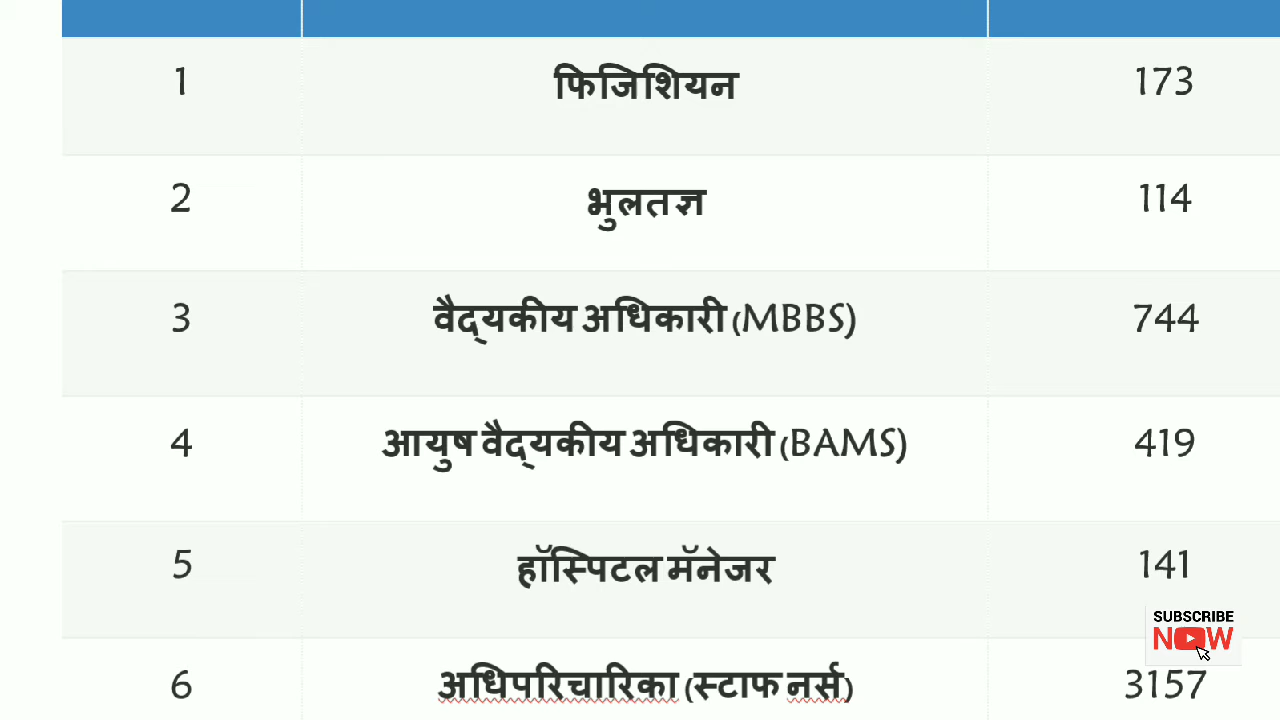 1 फिजिशियन 173
2 भुलतज्ञ 114
3 वैद्यकीय अधिकारी (MBBS) 744
4 आयुष वैद्यकीय अधिकारी (BAMS) 419
5 हॉस्पिटल मॅनेजर 141
SUBSCRIBE
NOW
6 अधिपरिचारिका (स्टाफ नर्स) 3157